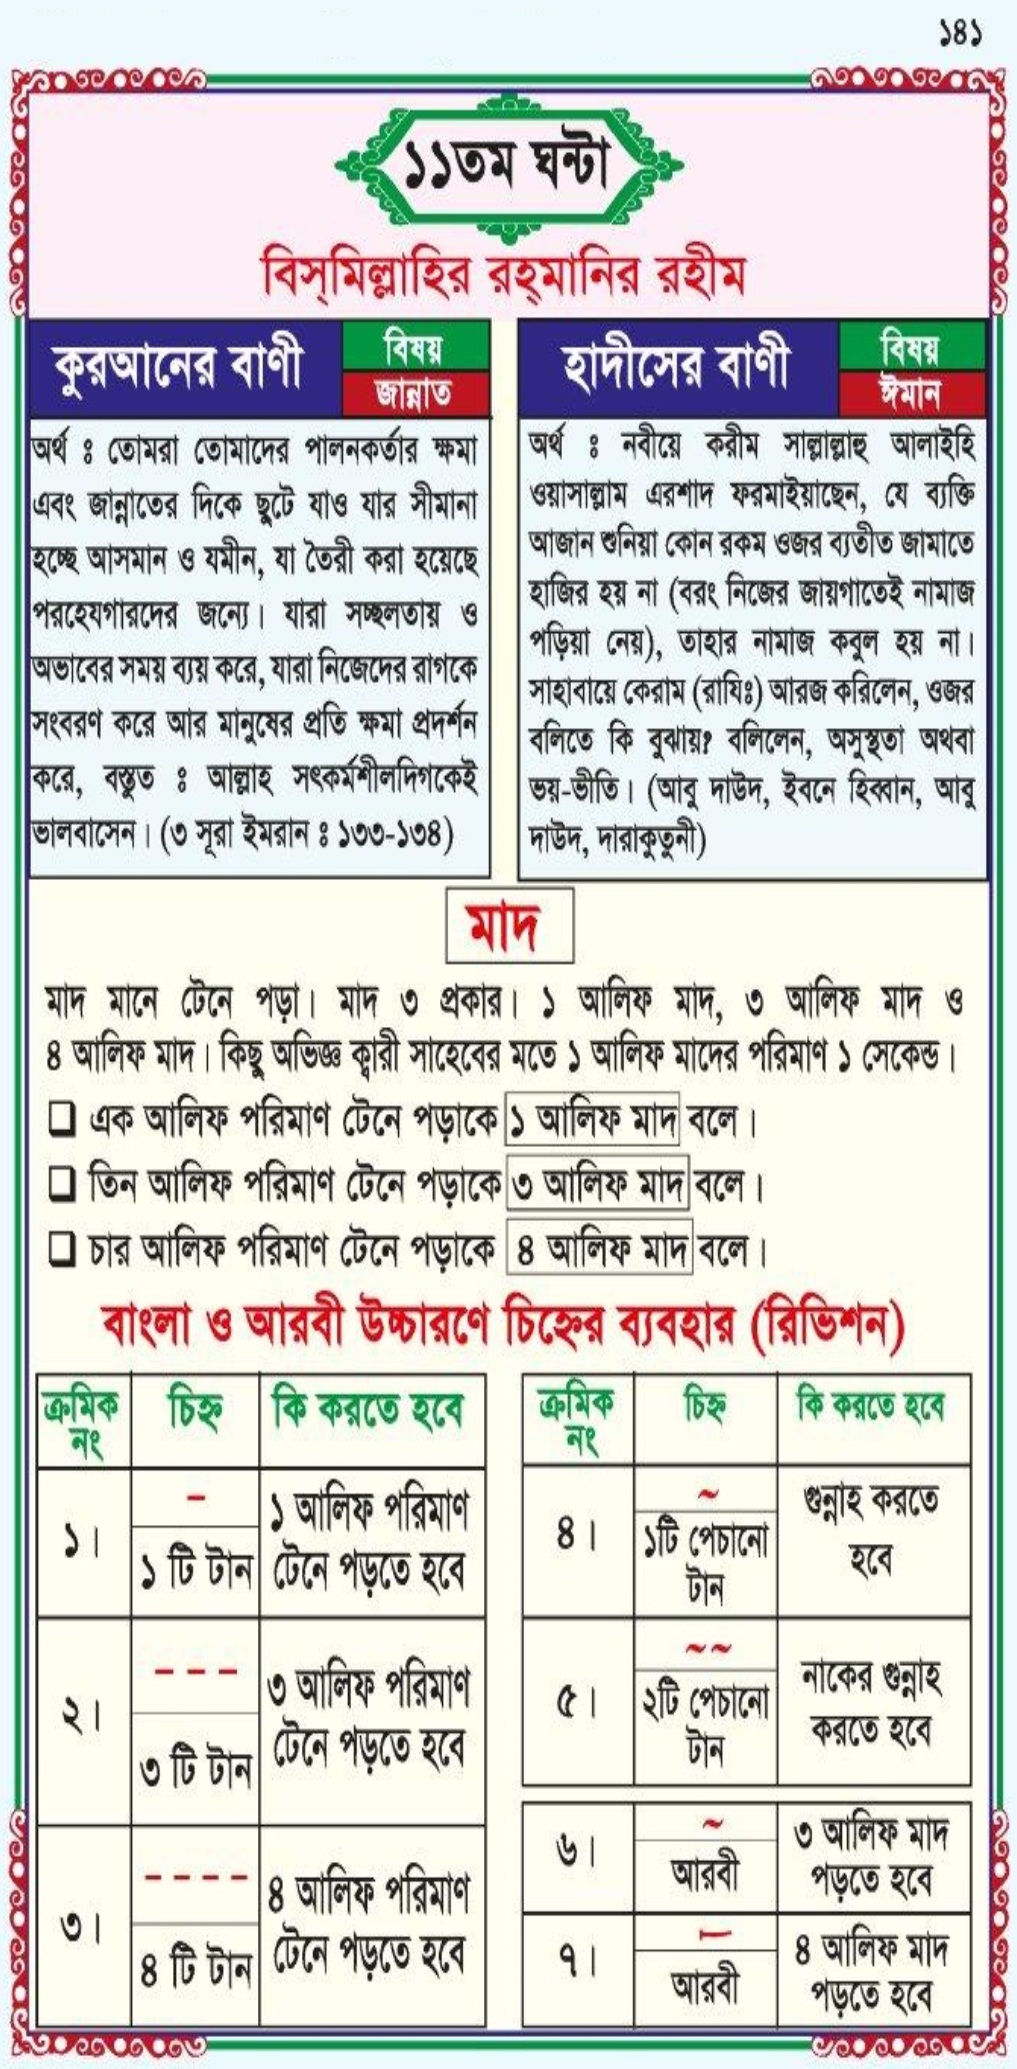 ১৪১
১১তম ঘন্টা
বিস্‌মিল্লাহির রহ্‌মানির রহীম
কুরআনের বাণী
বিষয়
জান্নাত
অর্থ ঃ তোমরা তোমাদের পালনকর্তার ক্ষমা
এবং জান্নাতের দিকে ছুটে যাও যার সীমানা
হচ্ছে আসমান ও যমীন, যা তৈরী করা হয়েছে
পরহেযগারদের জন্যে। যারা সচ্ছলতায় ও
অভাবের সময় ব্যয় করে, যারা নিজেদের রাগকে
সংবরণ করে আর মানুষের প্রতি ক্ষমা প্রদর্শন
করে, বস্তুত ঃ আল্লাহ সৎকর্মশীলদিগকেই
ভালবাসেন। (৩ সূরা ইমরান ঃ ১৩৩-১৩৪)
হাদীসের বাণী
বিষয়
ঈমান
অর্থ ঃ নবীয়ে করীম সাল্লাল্লাহু আলাইহি
ওয়াসাল্লাম এরশাদ ফরমাইয়াছেন, যে ব্যক্তি
আজান শুনিয়া কোন রকম ওজর ব্যতীত জামাতে
হাজির হয় না (বরং নিজের জায়গাতেই নামাজ
পড়িয়া নেয়), তাহার নামাজ কবুল হয় না।
সাহাবায়ে কেরাম (রাযিঃ) আরজ করিলেন, ওজর
বলিতে কি বুঝায়? বলিলেন, অসুস্থতা অথবা
ভয়-ভীতি। (আবু দাউদ, ইবনে হিব্বান, আবু
দাউদ, দারাকুতুনী)
মাদ
মাদ মানে টেনে পড়া। মাদ ৩ প্রকার। ১ আলিফ মাদ, ৩ আলিফ মাদ ও
৪ আলিফ মাদ। কিছু অভিজ্ঞ ক্বারী সাহেবের মতে ১ আলিফ মাদের পরিমাণ ১ সেকেন্ড।
❑ এক আলিফ পরিমাণ টেনে পড়াকে ১ আলিফ মাদ বলে।
❑ তিন আলিফ পরিমাণ টেনে পড়াকে ৩ আলিফ মাদ বলে।
❑ চার আলিফ পরিমাণ টেনে পড়াকে ৪ আলিফ মাদ বলে।
বাংলা ও আরবী উচ্চারণে চিহ্নের ব্যবহার (রিভিশন)
ক্রমিক
নং
চিহ্ন
কি করতে হবে
১।
–
১ টি টান
১ আলিফ পরিমাণ
টেনে পড়তে হবে
২।
– – –
৩ টি টান
৩ আলিফ পরিমাণ
টেনে পড়তে হবে
৩।
– – – –
৪ টি টান
৪ আলিফ পরিমাণ
টেনে পড়তে হবে
ক্রমিক
নং
চিহ্ন
কি করতে হবে
৪।
~
১টি পেচানো
টান
গুন্নাহ করতে
হবে
৫।
~~
২টি পেচানো
টান
নাকের গুন্নাহ
করতে হবে
৬।
~
আরবী
৩ আলিফ মাদ
পড়তে হবে
৭।
আরবী
৪ আলিফ মাদ
পড়তে হবে